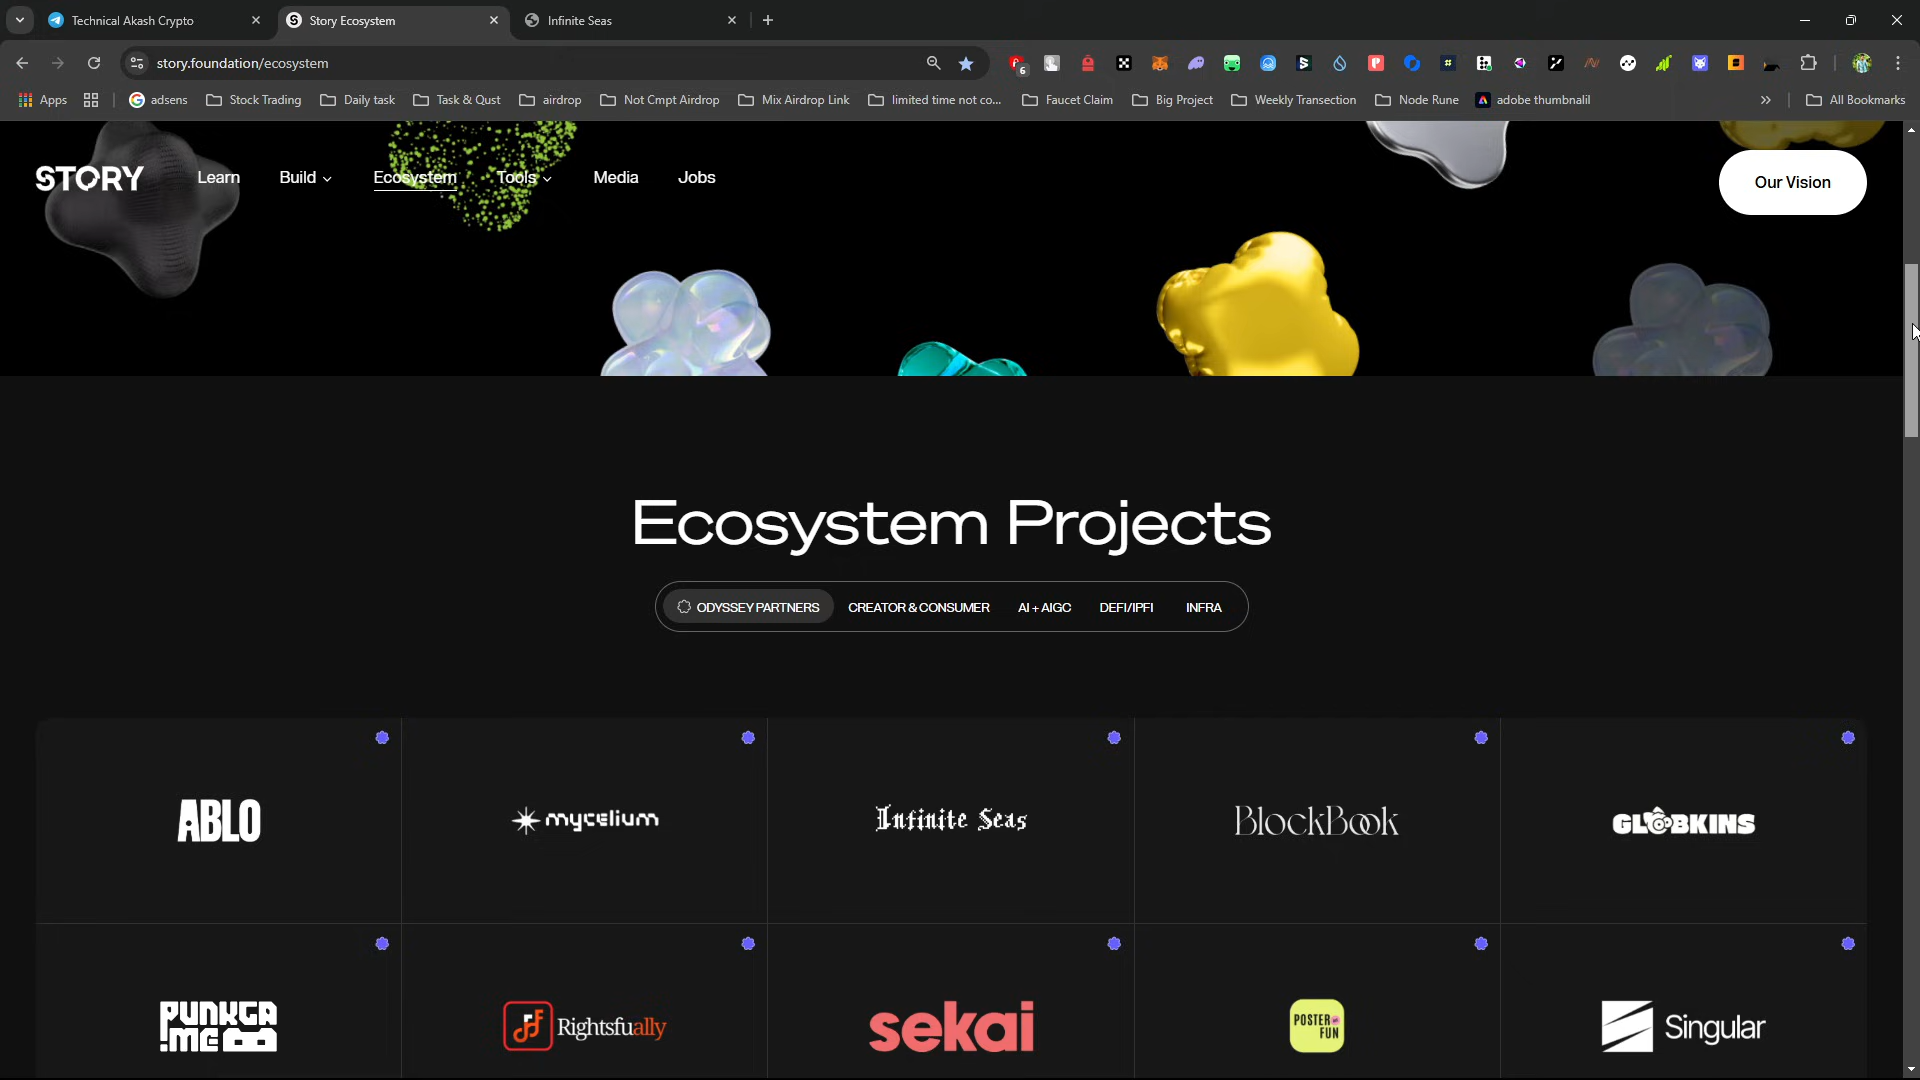 Technical Akash Crypto
Story Ecosystem
Infinite Seas
story.foundation/ecosystem
6
Apps
adsens
Stock Trading
Daily task
Task & Qust
airdrop
Not Cmpt Airdrop
Mix Airdrop Link
limited time not co...
Faucet Claim
Big Project
Weekly Transection
Node Rune
adobe thumbnalil
All Bookmarks
STORY
Learn
Build
Ecosystem
Tools
Media
Jobs
Our Vision
Ecosystem Projects
ODYSSEY PARTNERS
CREATOR & CONSUMER
AI + AIGC
DEFI/IPFI
INFRA
ABLO
mycelium
Infinite Seas
BlockBook
GLOBKINS
PUNKGA
.ME
Rightsfually
sekai
POSTER
FUN
Singular